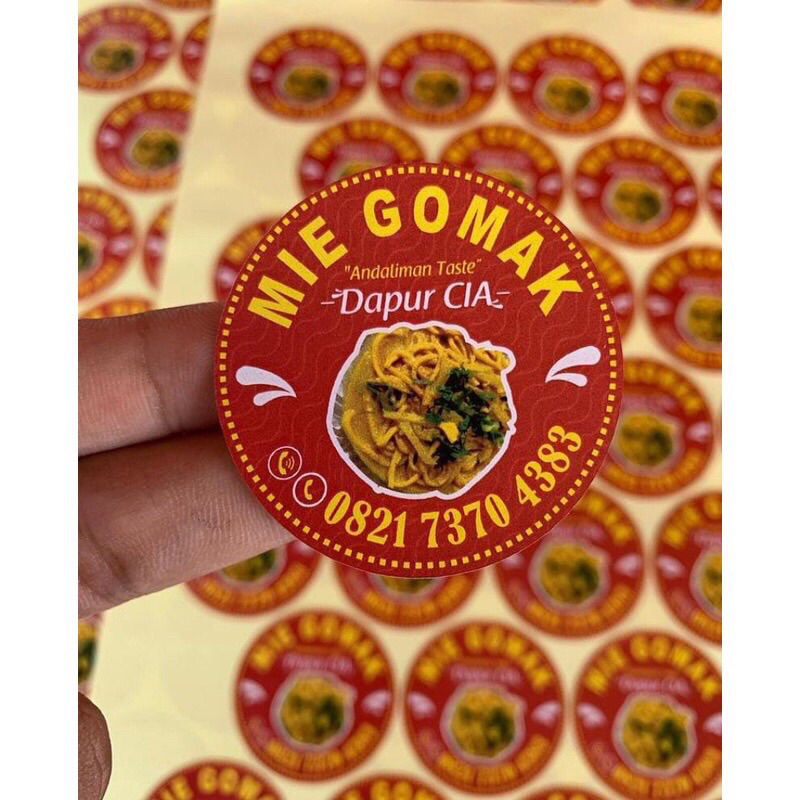 MIE GOMAK
"Andaliman Taste"
Dapur CIA
0821 7370 4383